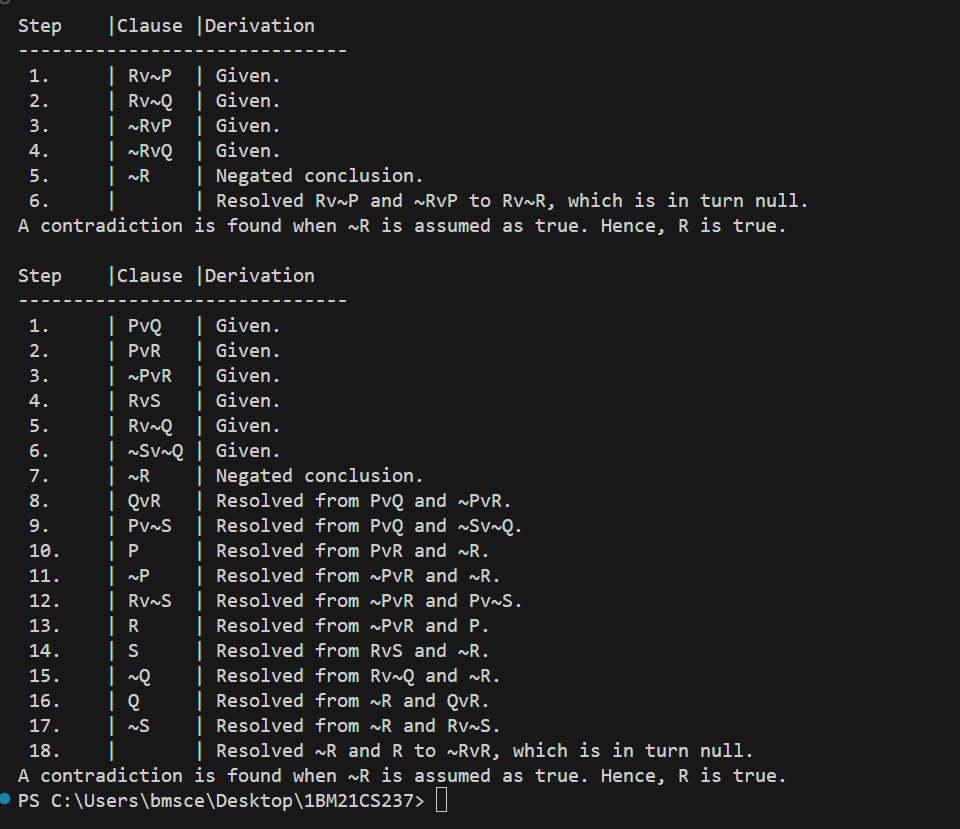 Step    |Clause |Derivation
------------------------------
 1.     | Rv~P  | Given.
 2.     | Rv~Q  | Given.
 3.     | ~RvP  | Given.
 4.     | ~RvQ  | Given.
 5.     | ~R    | Negated conclusion.
 6.     |       | Resolved Rv~P and ~RvP to Rv~R, which is in turn null.
A contradiction is found when ~R is assumed as true. Hence, R is true.

Step    |Clause |Derivation
------------------------------
 1.     | PvQ   | Given.
 2.     | PvR   | Given.
 3.     | ~PvR  | Given.
 4.     | RvS   | Given.
 5.     | Rv~Q  | Given.
 6.     | ~Sv~Q | Given.
 7.     | ~R    | Negated conclusion.
 8.     | QvR   | Resolved from PvQ and ~PvR.
 9.     | Pv~S  | Resolved from PvQ and ~Sv~Q.
 10.    | P     | Resolved from PvR and ~R.
 11.    | ~P    | Resolved from ~PvR and ~R.
 12.    | Rv~S  | Resolved from ~PvR and Pv~S.
 13.    | R     | Resolved from ~PvR and P.
 14.    | S     | Resolved from RvS and ~R.
 15.    | ~Q    | Resolved from Rv~Q and ~R.
 16.    | Q     | Resolved from ~R and QvR.
 17.    | ~S    | Resolved from ~R and Rv~S.
 18.    |       | Resolved ~R and R to ~RvR, which is in turn null.
A contradiction is found when ~R is assumed as true. Hence, R is true.
PS C:\Users\bmsce\Desktop\1BM21CS237>